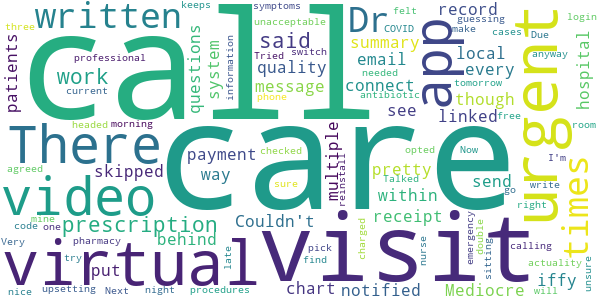 keeps symptoms
written call Dr unacceptable felt three
guessing COVID login
patients professional said app record make cases Due
questions system Tried switch summary local urgent anyway hospital
work quality information email every
current needed tomorrow
message connect though
antibiotic see linked free room
There care phone
headed morning multiple reinstall checked opted Now I'm
skipped payment pretty Talked go write
agreed way sure within send right times
video prescription receipt
mine Couldn't charged calling
code one behind pick nurse emergency double sitting actuality
Very pharmacy late find will unsure
virtual visit iffy
try put chart notified Mediocre
upsetting Next night procedures
nice